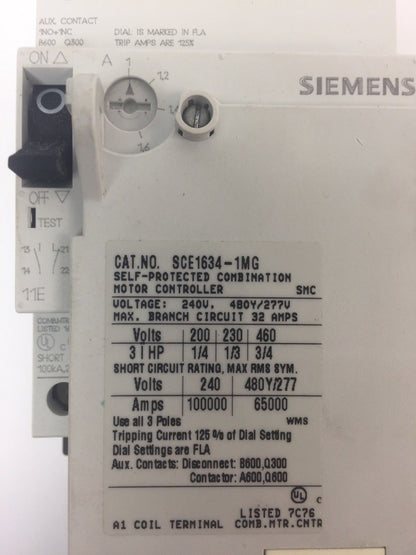 AUX. CONTACT
1NO+1NC
B600 Q300
DIAL IS MARKED IN FLA
TRIP AMPS ARE 125%
ON △ A 1
1,2
1,4
1,6
SIEMENS
OFF ▽
TEST
13 21
14 22
11E
LISTED
SHORT
CAT.NO. SCE1634-1MG
SELF-PROTECTED COMBINATION
MOTOR CONTROLLER SMC
VOLTAGE: 240V, 480Y/277V
MAX. BRANCH CIRCUIT 32 AMPS
Volts 200 230 460
3 | HP 1/4 1/3 3/4
SHORT CIRCUIT RATING, MAX RMS SYM.
Volts 240 480Y/277
Amps 100000 65000
Use all 3 Poles WMS
Tripping Current 125 % of Dial Setting
Dial Settings are FLA
Aux. Contacts: Disconnect: B600,Q300
Contactor: A600,Q600
UL c
LISTED 7C76
A1 COIL TERMINAL COMB.MTR.CNTR